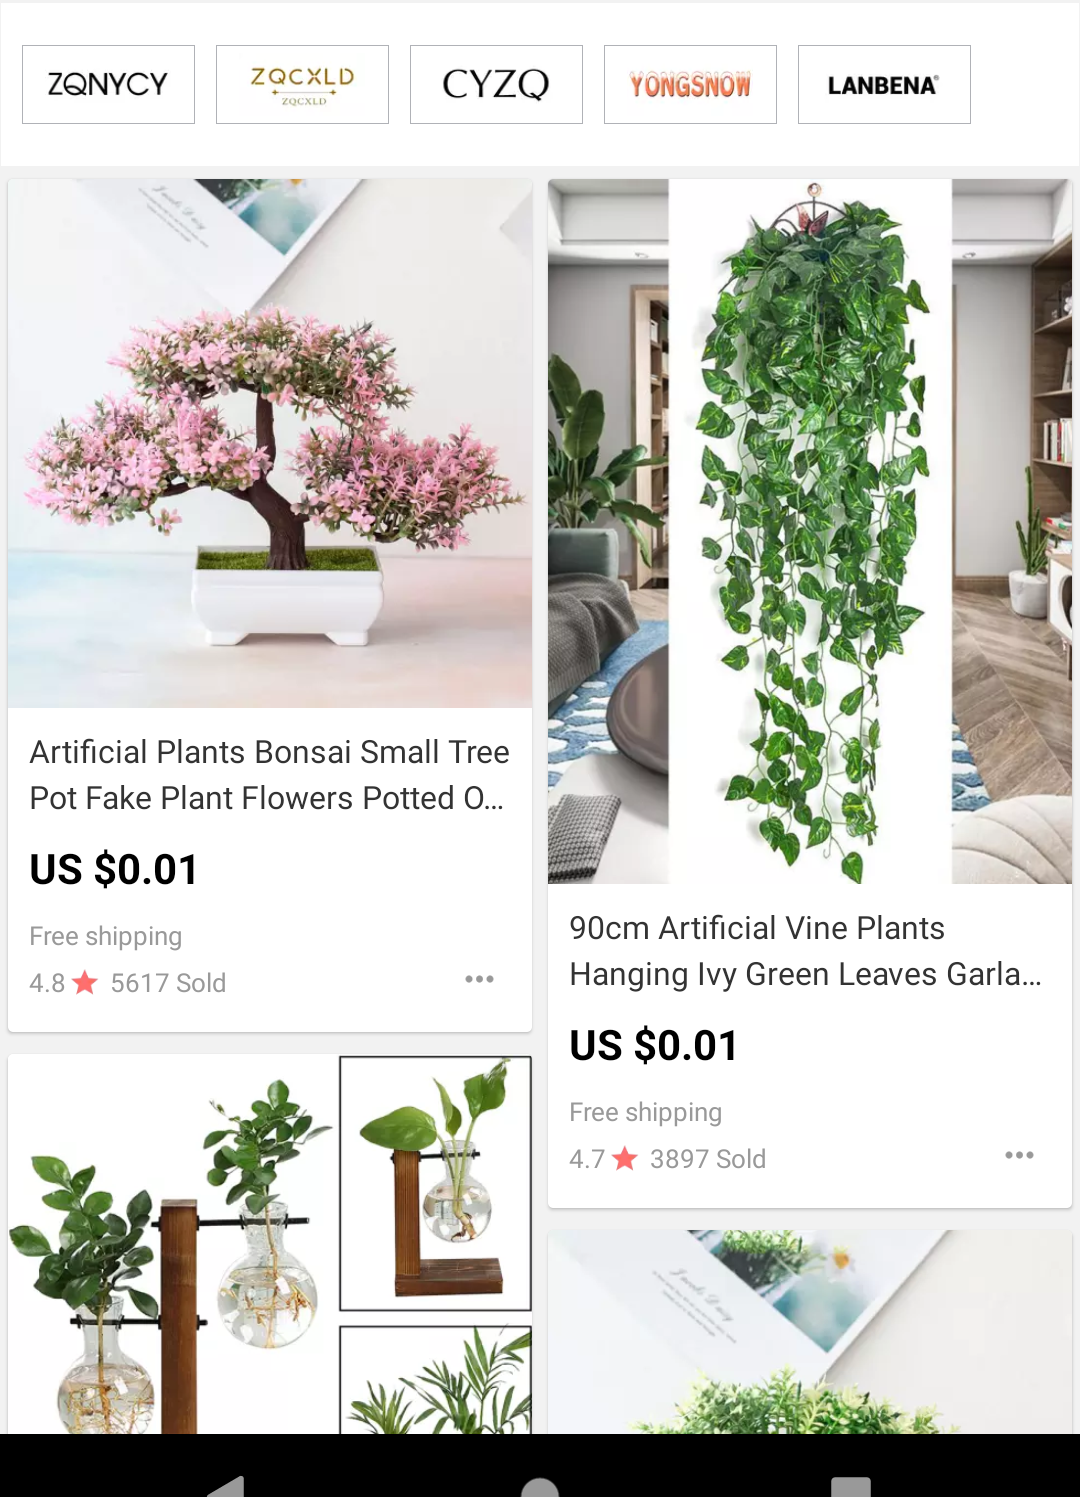 ZQNYCY
ZQCXLD
ZQCXLD
CYZQ
YONGSNOW
LANBENA®
Artificial Plants Bonsai Small Tree
Pot Fake Plant Flowers Potted O...
US $0.01
Free shipping
4.8 ★ 5617 Sold
90cm Artificial Vine Plants
Hanging Ivy Green Leaves Garla...
US $0.01
Free shipping
4.7 ★ 3897 Sold